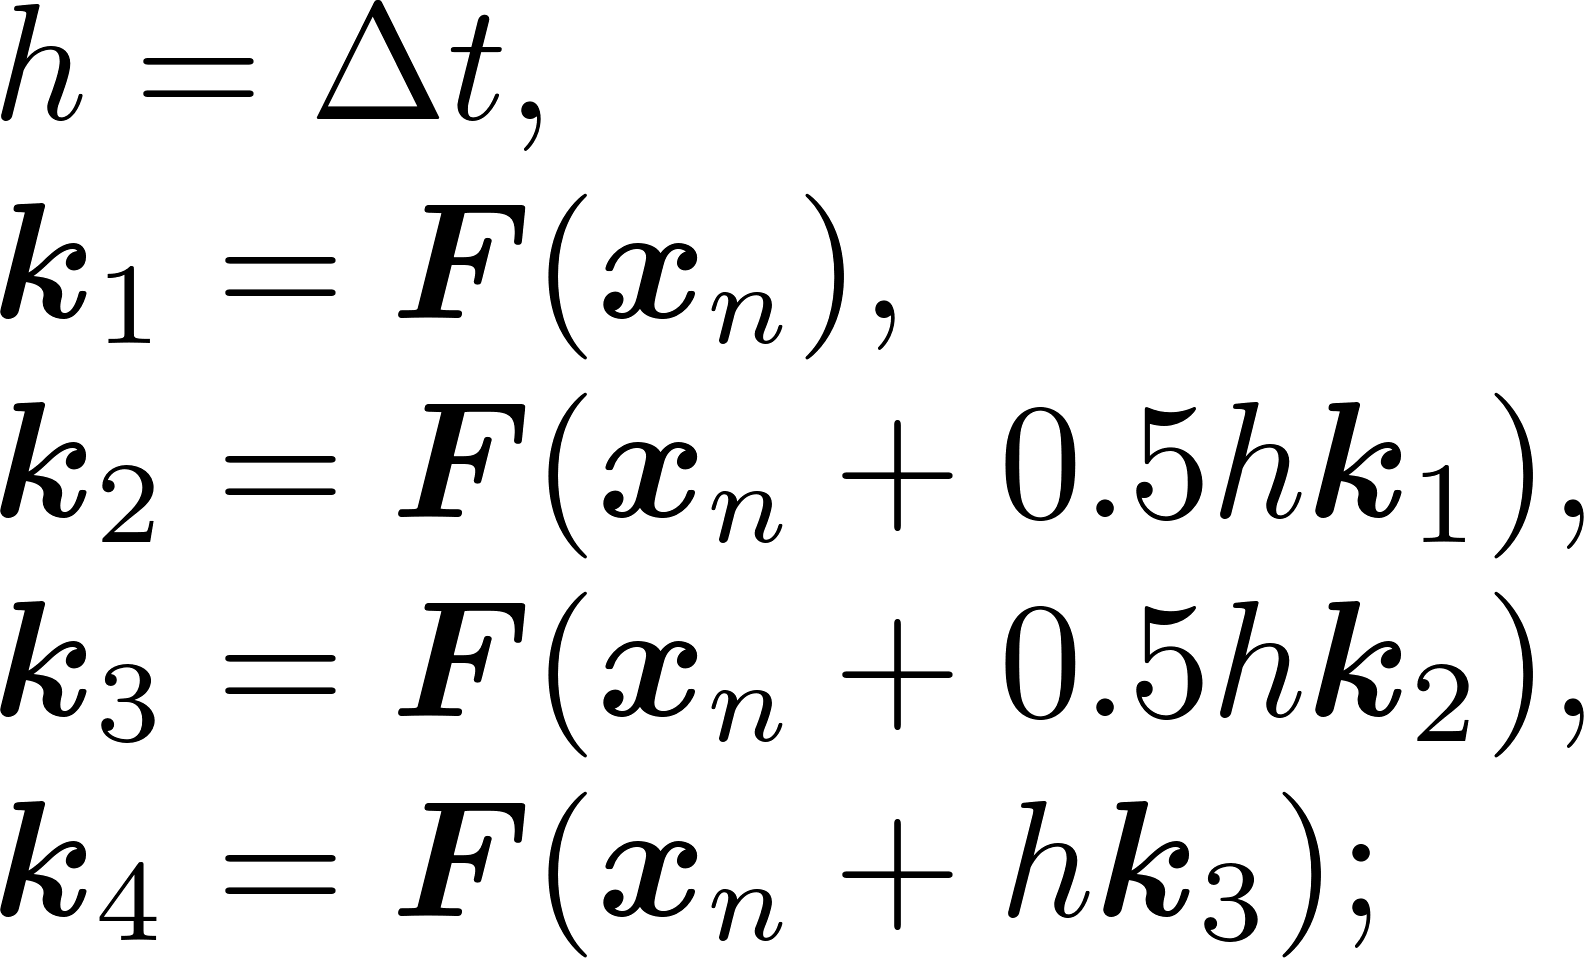 h = Δt,
𝒌₁ = 𝑭(𝒙ₙ),
𝒌₂ = 𝑭(𝒙ₙ + 0.5h𝒌₁),
𝒌₃ = 𝑭(𝒙ₙ + 0.5h𝒌₂),
𝒌₄ = 𝑭(𝒙ₙ + h𝒌₃);